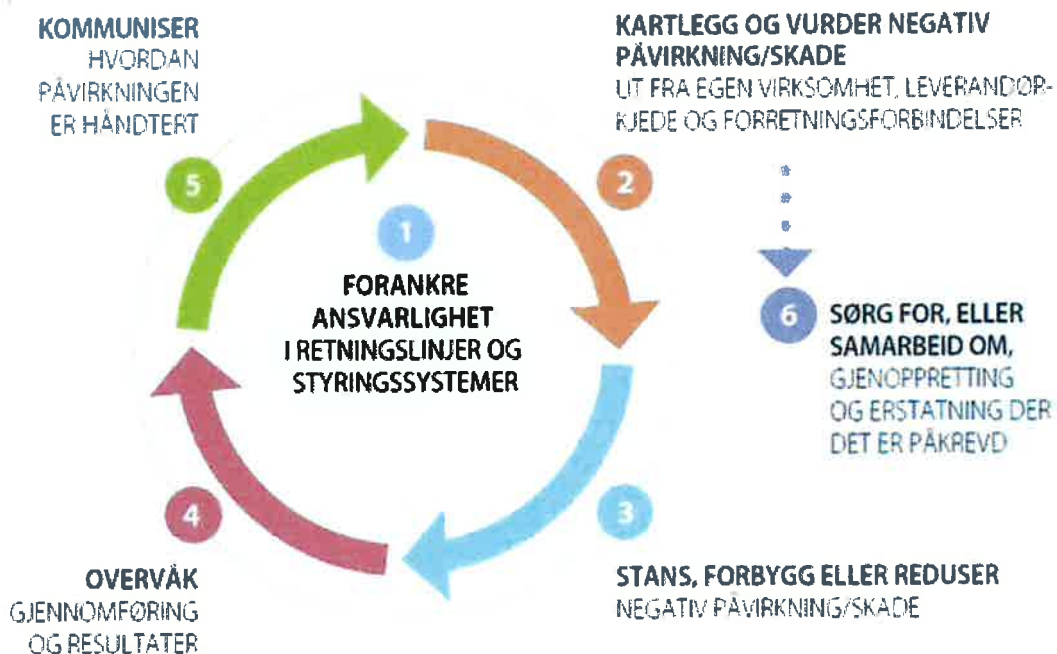 KOMMUNISER
HVORDAN
PÅVIRKNINGEN
ER HÅNDTERT
5
KARTLEGG OG VURDER NEGATIV
PÅVIRKNING/SKADE
UT FRA EGEN VIRKSOMHET, LEVERANDØR-
KJEDE OG FORRETNINGSFORBINDELSER
2
1
FORANKRE
ANSVARLIGHET
I RETNINGSLINJER OG
STYRINGSSYSTEMER
6
SØRG FOR, ELLER
SAMARBEID OM,
GJENOPPRETTING
OG ERSTATNING DER
DET ER PÅKREVD
4
OVERVÅK
GJENNOMFØRING
OG RESULTATER
3
STANS, FORBYGG ELLER REDUSER
NEGATIV PÅVIRKNING/SKADE